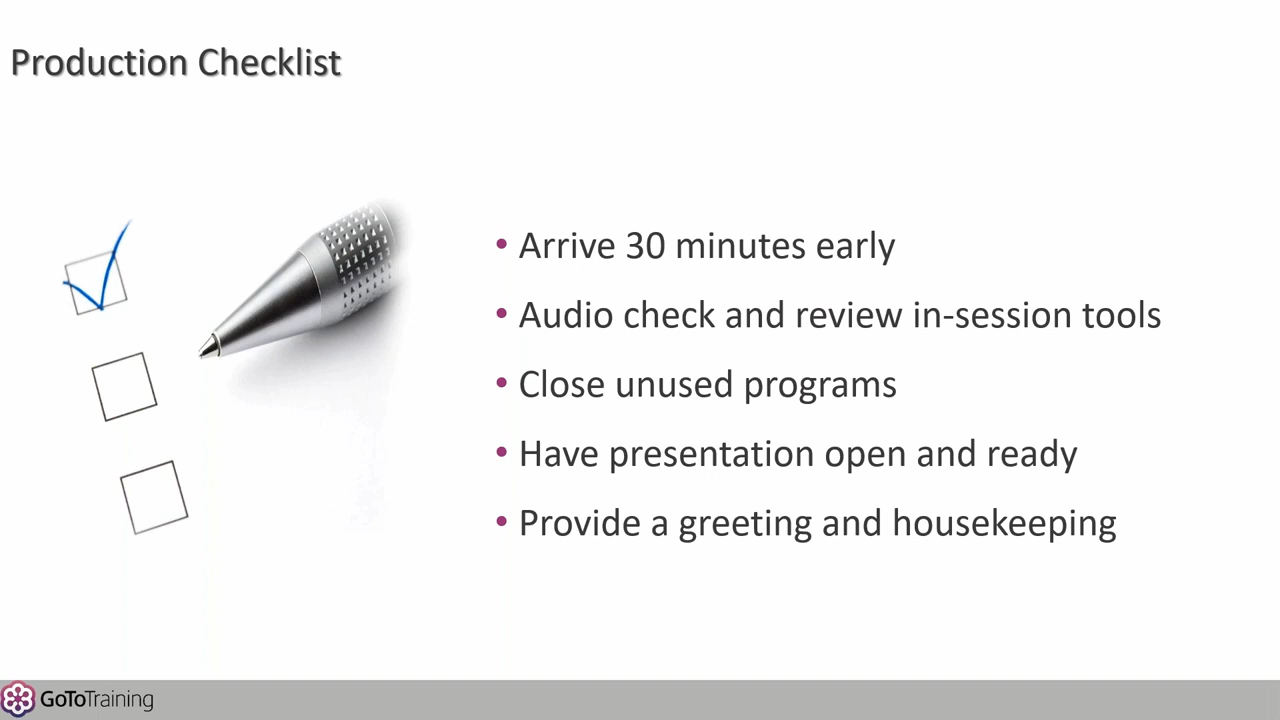 Production Checklist
• Arrive 30 minutes early
• Audio check and review in-session tools
• Close unused programs
• Have presentation open and ready
• Provide a greeting and housekeeping
GoToTraining